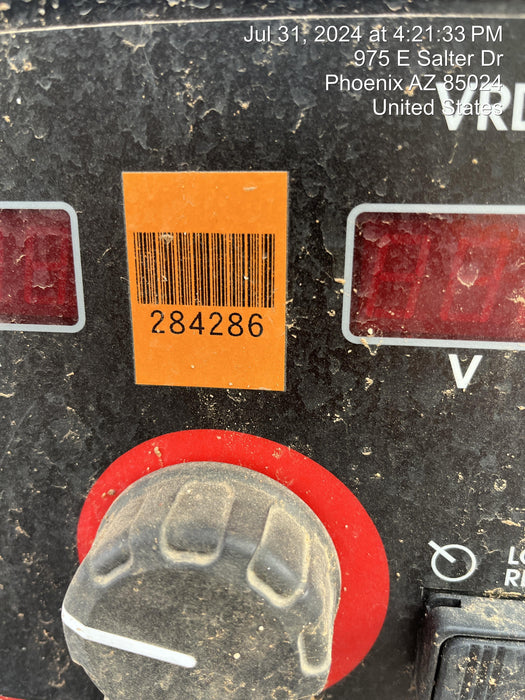 Jul 31, 2024 at 4:21:33 PM
975 E Salter Dr
Phoenix AZ 85024
United States
VRD
284286
V